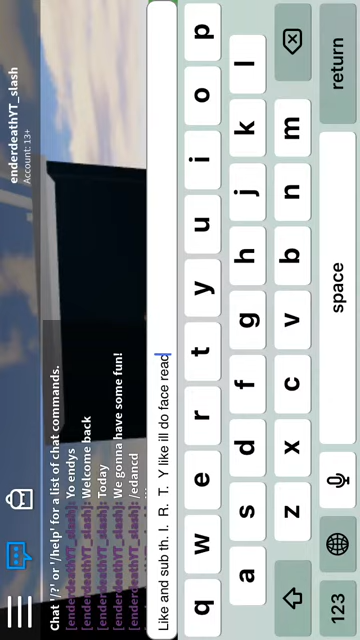 enderdeathYT_slash
Account: 13+
Chat '/?' or '/help' for a list of chat commands.
[enderdeathYT_slash]: Yo endys
[enderdeathYT_slash]: Welcome back
[enderdeathYT_slash]: Today
[enderdeathYT_slash]: We gonna have some fun!
[enderdeathYT_slash]: /edancd
Like and sub th. I. R. T. Y like ill do face read
q w e r t y u i o p
a s d f g h j k l
z x c v b n m
123 space return